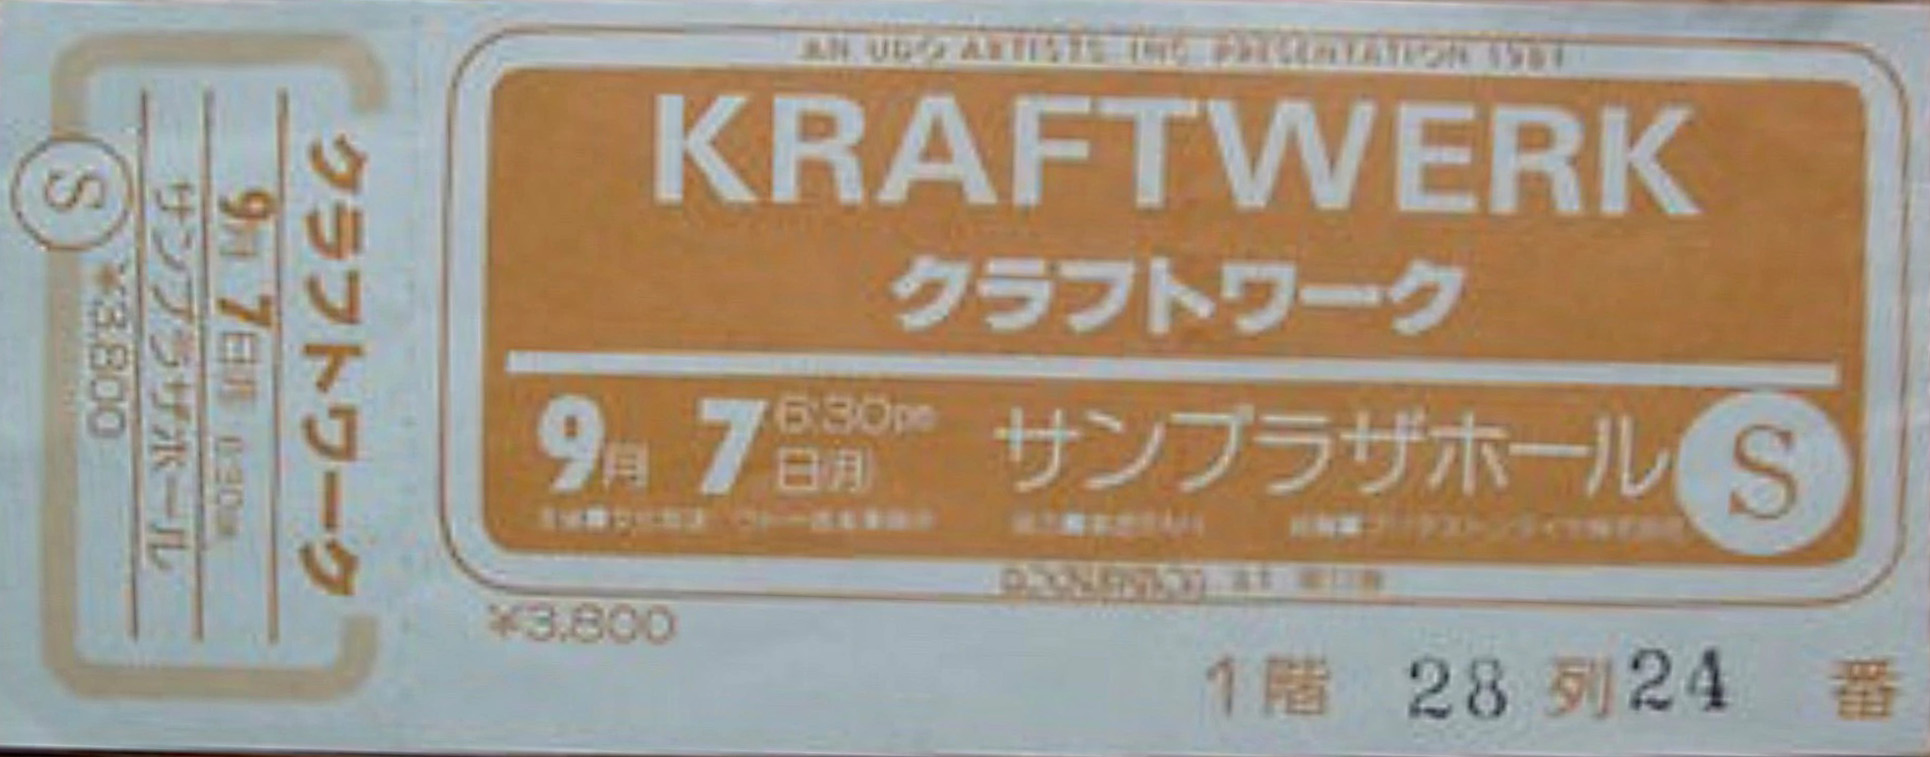 クラフトワーク
9月7日(月) 6:30pm
サンプラザホール
S ¥3.800
AN UDO ARTISTS. INC. PRESENTATION 1981
KRAFTWERK
クラフトワーク
9月 7日(月) 6:30pm サンプラザホール S
¥3.800
1階 28 列 24 番